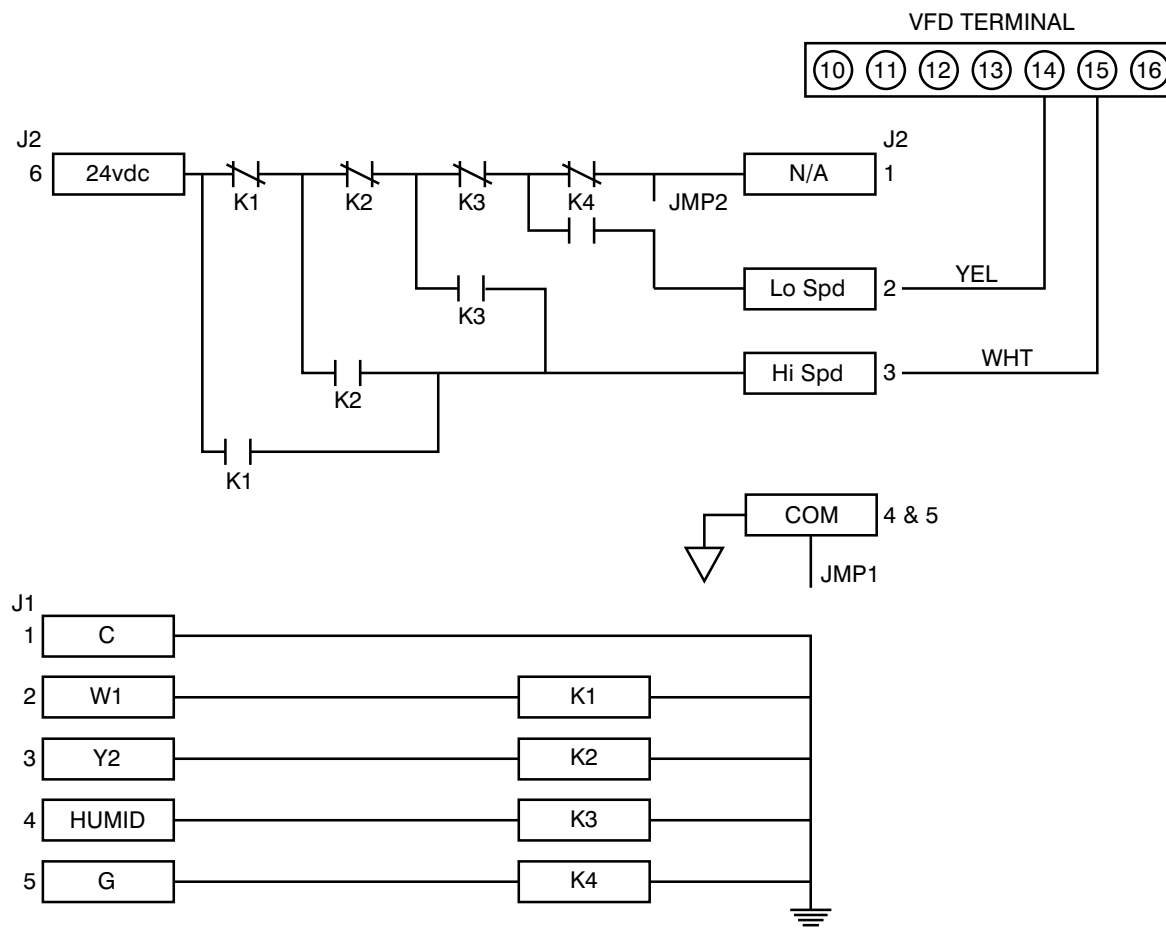 VFD TERMINAL
10 11 12 13 14 15 16
J2
J2
6 24vdc
N/A 1
K1 K2 K3 K4 JMP2
Lo Spd 2 YEL
K3
Hi Spd 3 WHT
K2
K1
COM 4 & 5
JMP1
J1
1 C
2 W1 K1
3 Y2 K2
4 HUMID K3
5 G K4